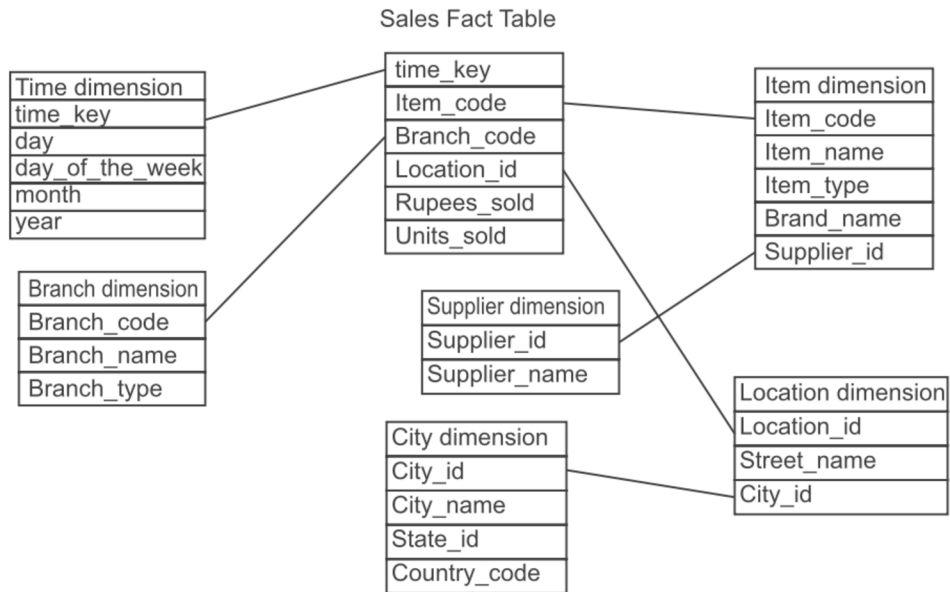 Sales Fact Table
Time dimension
time_key
day
day_of_the_week
month
year
time_key
Item_code
Branch_code
Location_id
Rupees_sold
Units_sold
Item dimension
Item_code
Item_name
Item_type
Brand_name
Supplier_id
Branch dimension
Branch_code
Branch_name
Branch_type
Supplier dimension
Supplier_id
Supplier_name
Location dimension
Location_id
Street_name
City_id
City dimension
City_id
City_name
State_id
Country_code